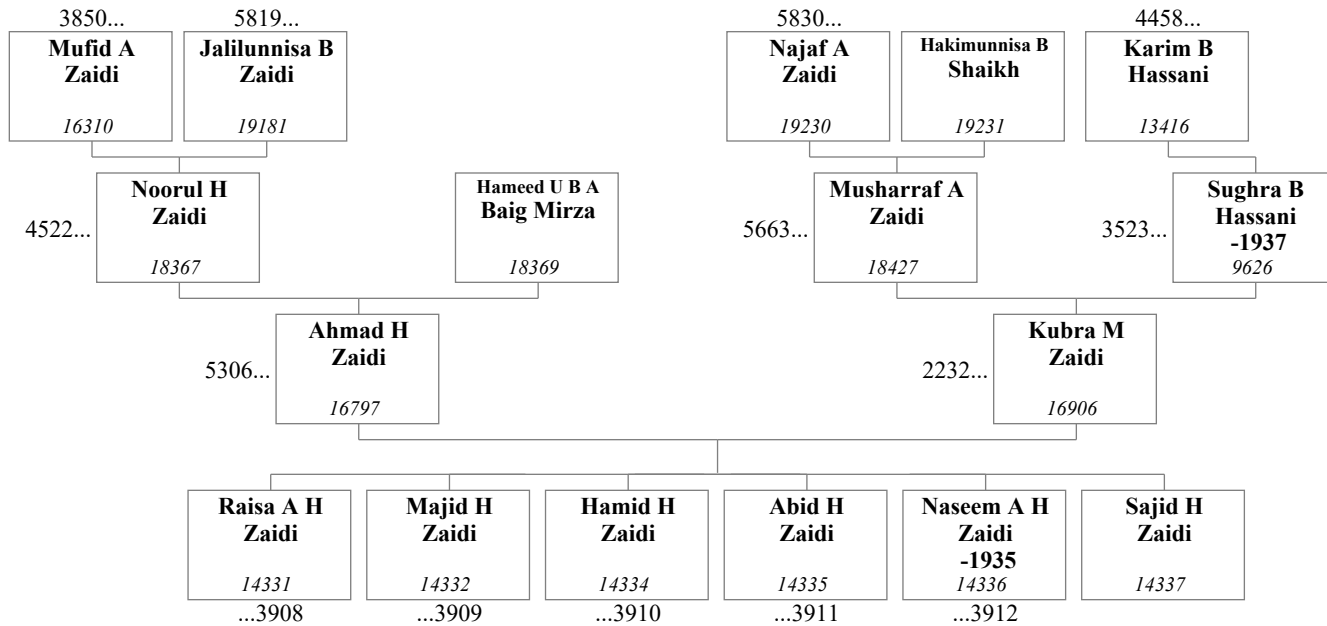 3850...
5819...
5830...
4458...
Mufid A
Zaidi
16310
Jalilunnisa B
Zaidi
19181
Najaf A
Zaidi
19230
Hakimunnisa B
Shaikh
19231
Karim B
Hassani
13416
4522...
Noorul H
Zaidi
18367
Hameed U B A
Baig Mirza
18369
5663...
Musharraf A
Zaidi
18427
3523...
Sughra B
Hassani
-1937
9626
5306...
Ahmad H
Zaidi
16797
2232...
Kubra M
Zaidi
16906
Raisa A H
Zaidi
14331
...3908
Majid H
Zaidi
14332
...3909
Hamid H
Zaidi
14334
...3910
Abid H
Zaidi
14335
...3911
Naseem A H
Zaidi
-1935
14336
...3912
Sajid H
Zaidi
14337